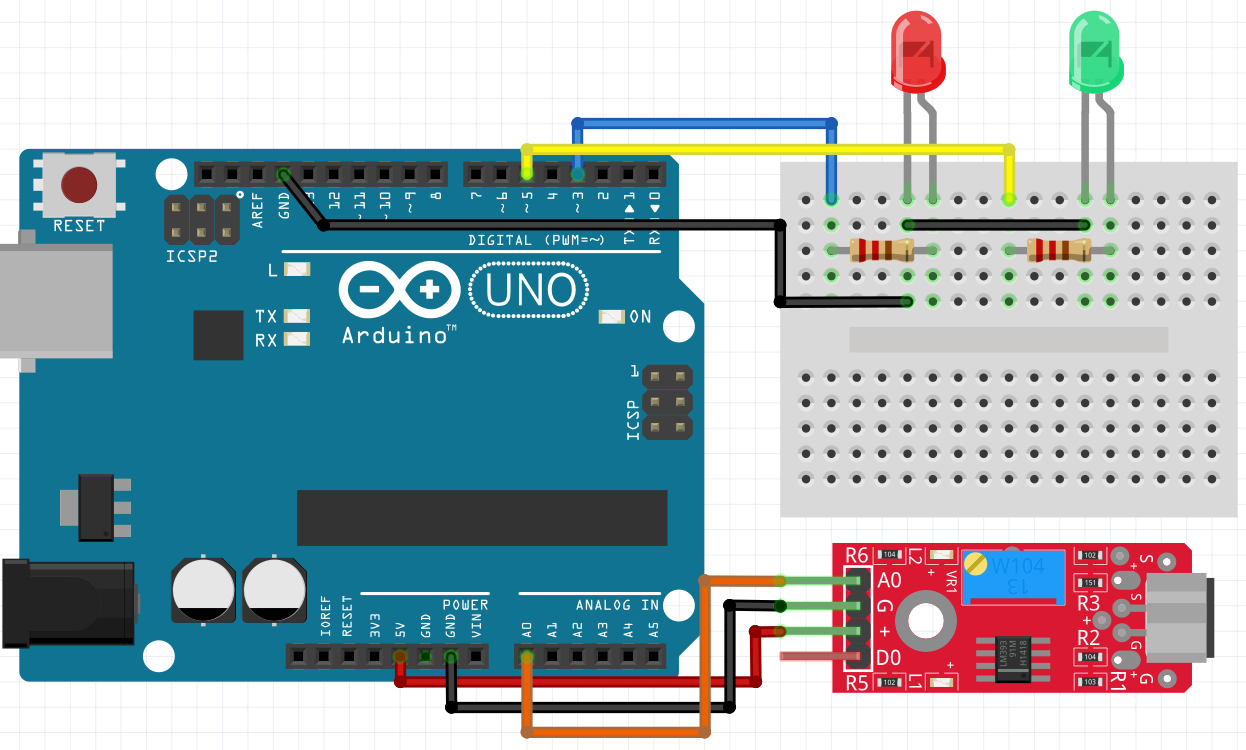 RESET
ICSP2
AREF
GND
12
~11
~10
~9
8
7
~6
~5
4
~3
2
TX▶1
RX◀0
DIGITAL (PWM=~)
L
TX
RX
Arduino™
UNO
ON
1
ICSP
IOREF
RESET
3V3
5V
GND
GND
VIN
POWER
A0
A1
A2
A3
A4
A5
ANALOG IN
R6
104
L2
+
VR1
W104
13
102
S
+
A0
G
+
D0
151
S
R3
+
R2
G
LM393
91M
H1418
104
R5
102
L1
+
103
R1
+
G